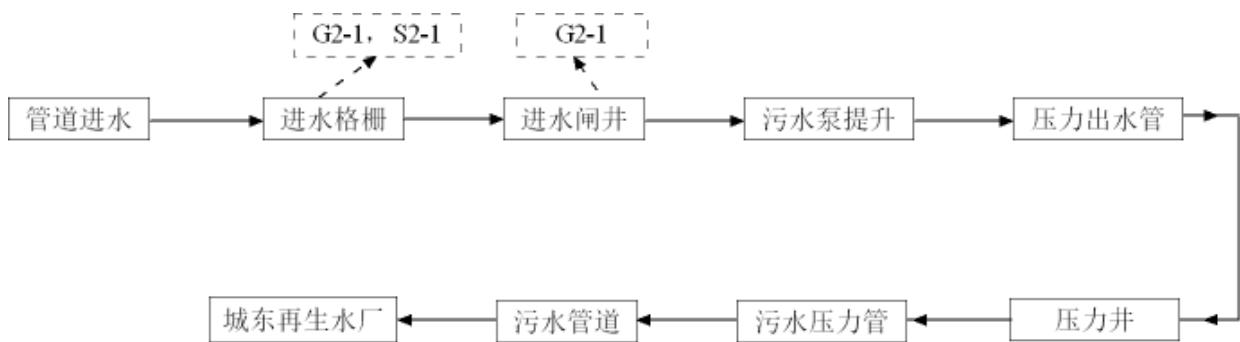 G2-1，S2-1
G2-1
管道进水
进水格栅
进水闸井
污水泵提升
压力出水管
城东再生水厂
污水管道
污水压力管
压力井